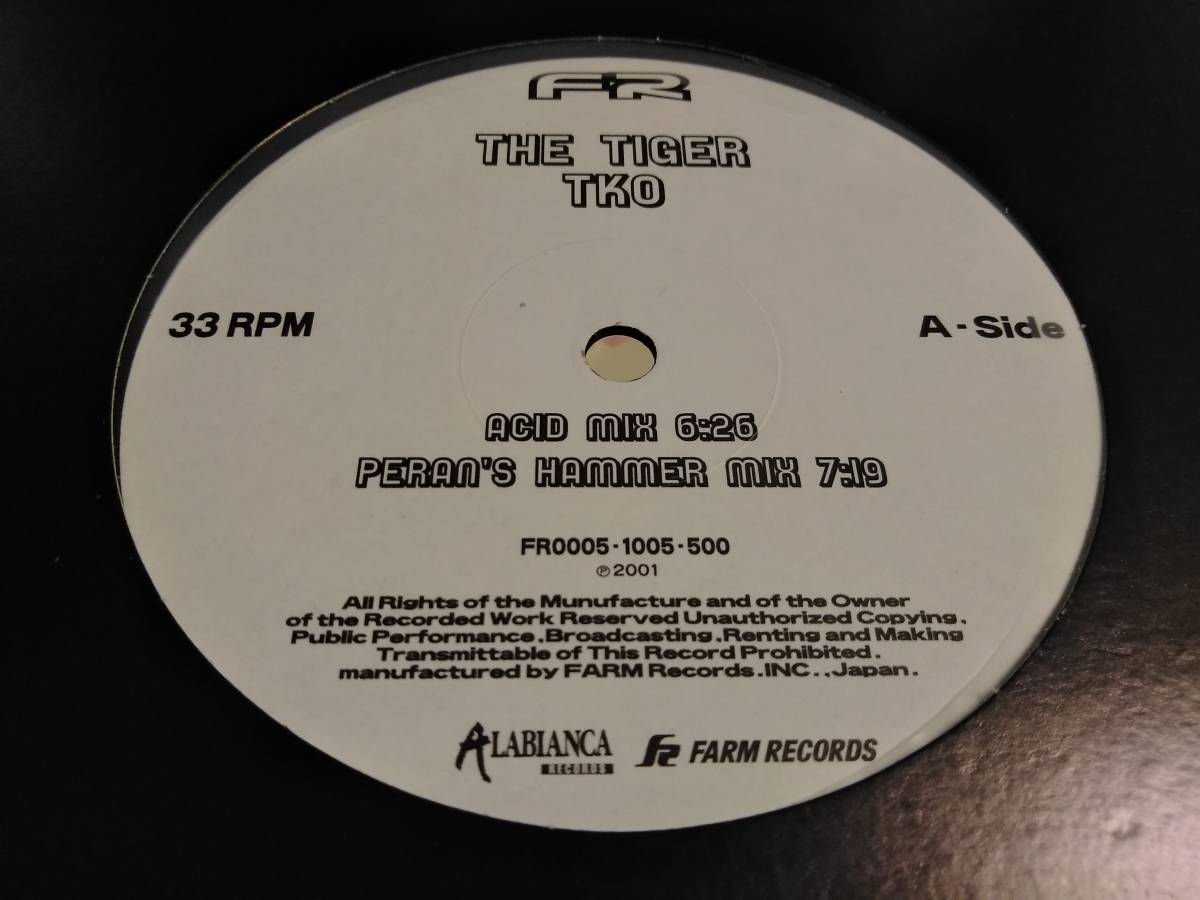 FR
THE TIGER
TKO
33 RPM
A - Side
ACID MIX 6:26
PERAN'S HAMMER MIX 7:19
FR0005・1005・500
℗2001
All Rights of the Munufacture and of the Owner
of the Recorded Work Reserved Unauthorized Copying.
Public Performance.Broadcasting.Renting and Making
Transmittable of This Record Prohibited.
manufactured by FARM Records.INC..,Japan.
ALABIANCA
RECORDS
FR FARM RECORDS